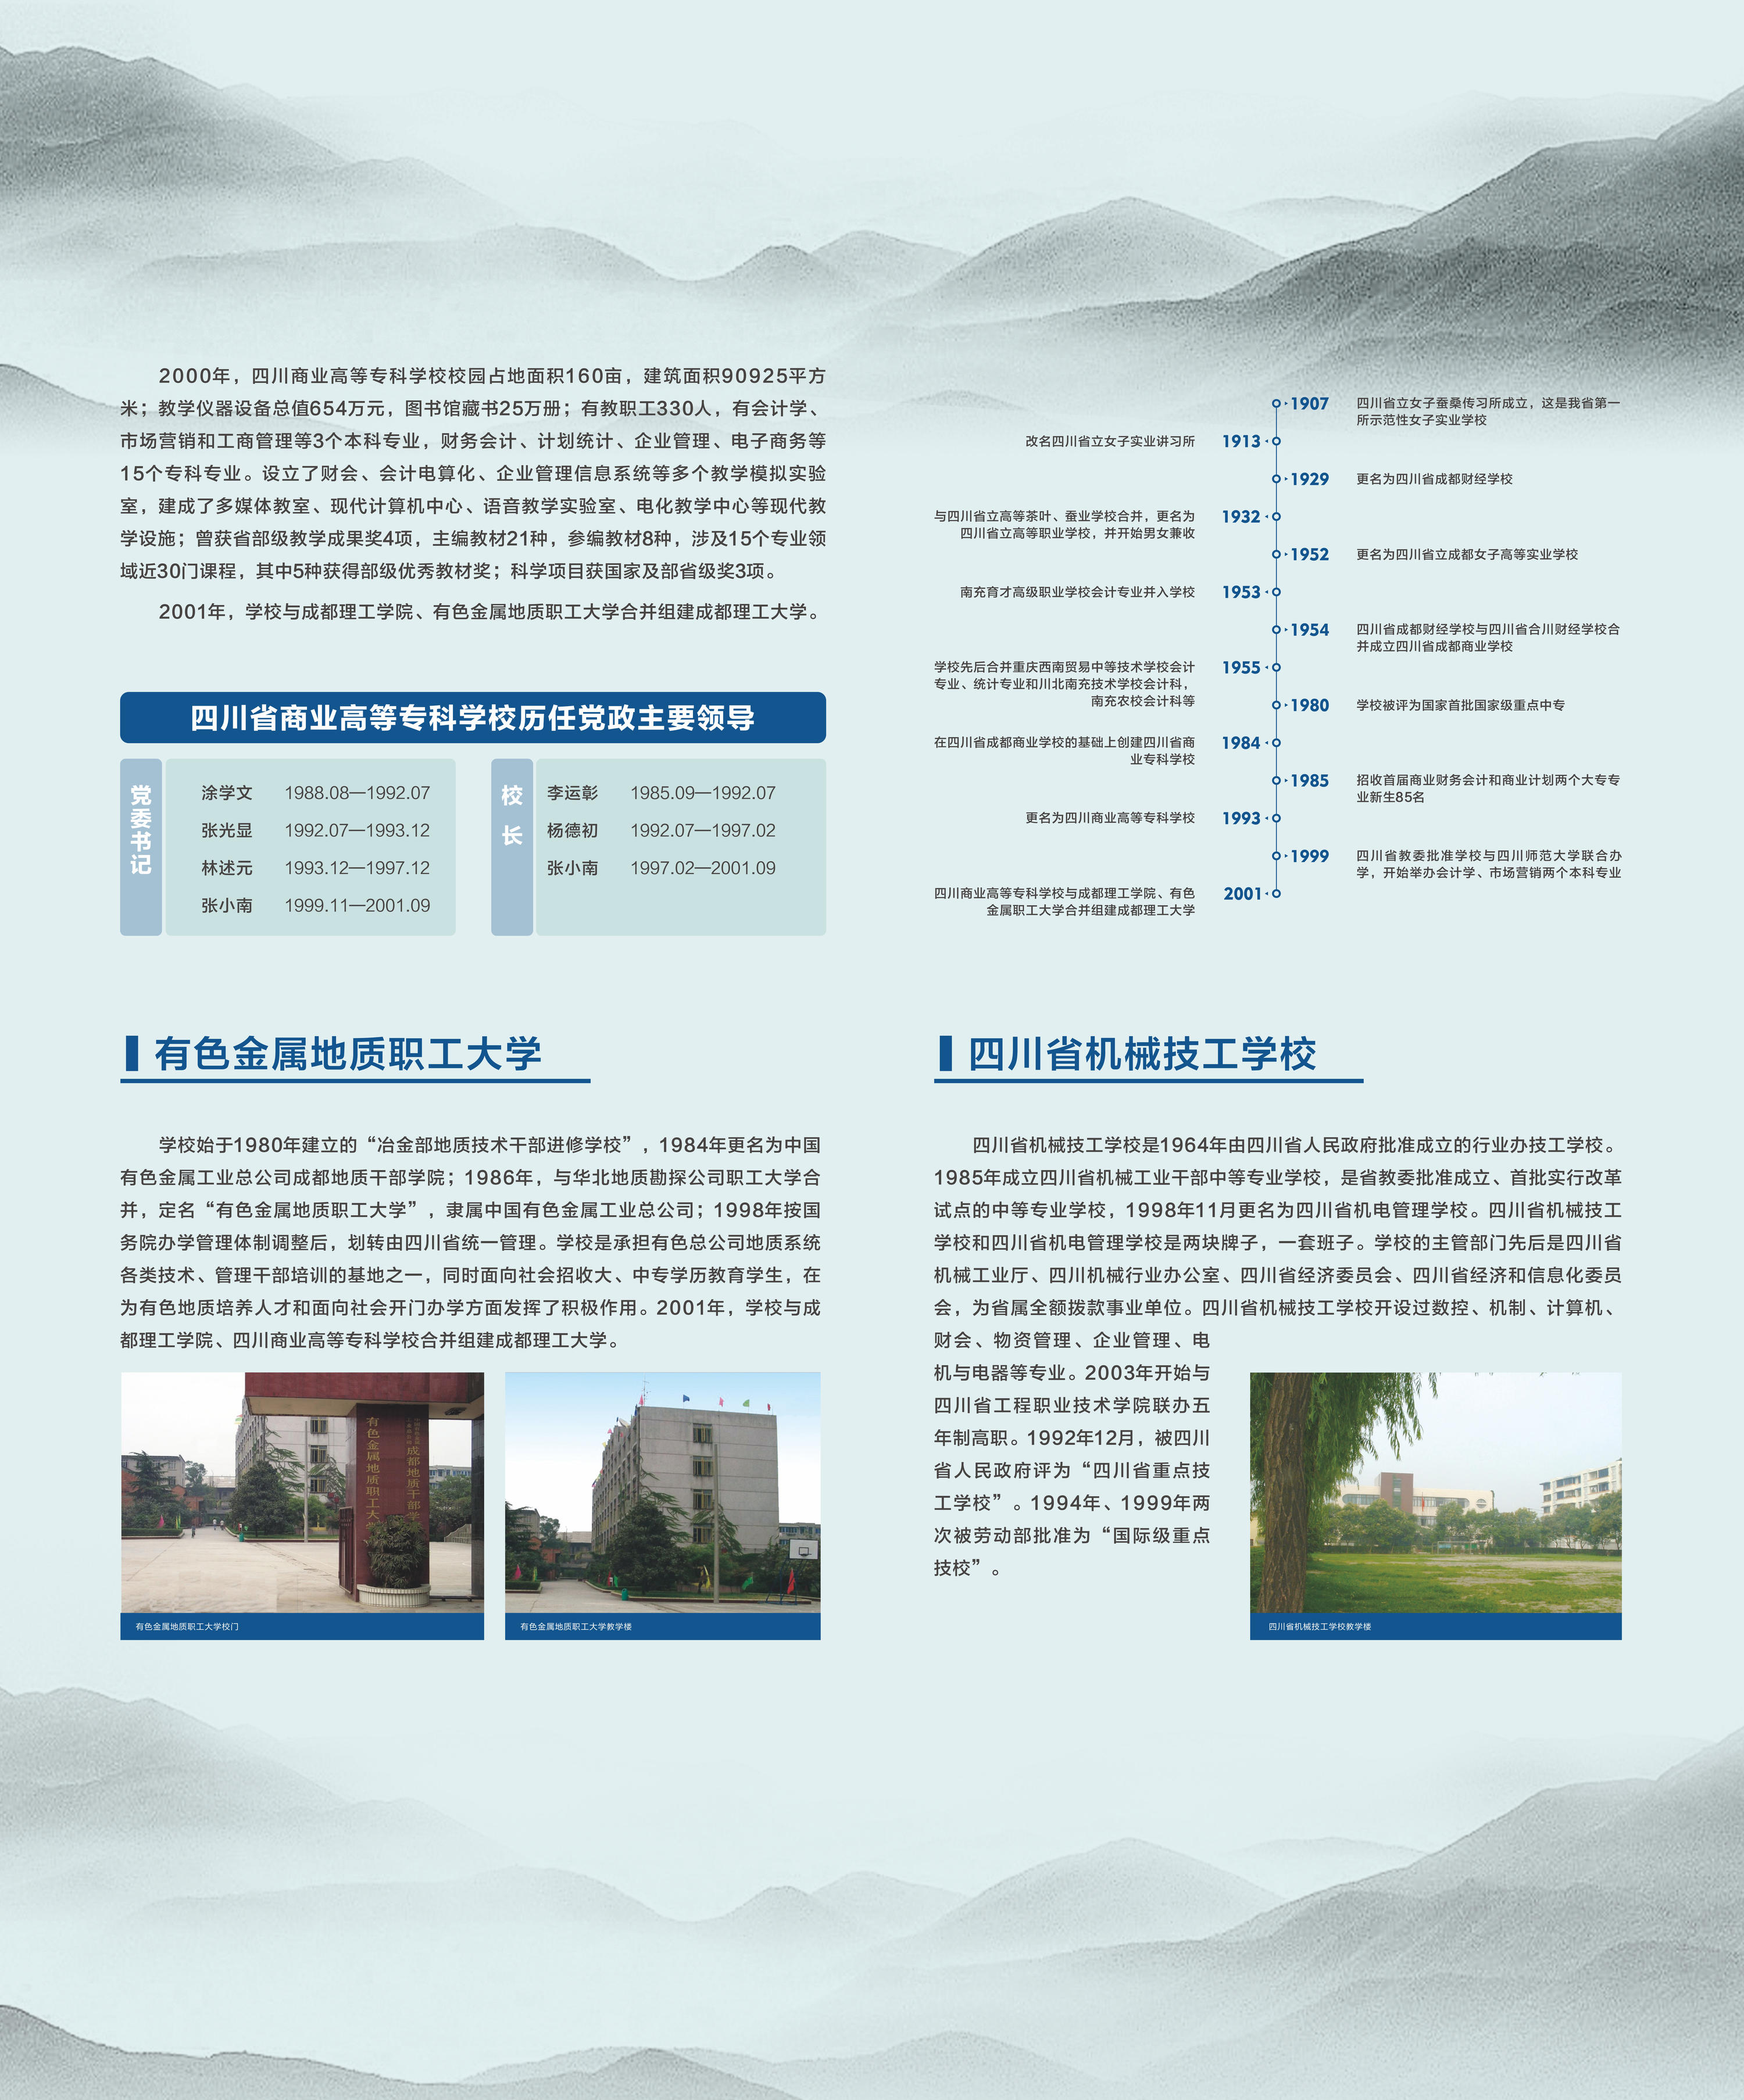 2000年，四川商业高等专科学校校园占地面积160亩，建筑面积90925平方
米；教学仪器设备总值654万元，图书馆藏书25万册；有教职工330人，有会计学、
市场营销和工商管理等3个本科专业，财务会计、计划统计、企业管理、电子商务等
15个专科专业。设立了财会、会计电算化、企业管理信息系统等多个教学模拟实验
室，建成了多媒体教室、现代计算机中心、语音教学实验室、电化教学中心等现代教
学设施；曾获省部级教学成果奖4项，主编教材21种，参编教材8种，涉及15个专业领
域近30门课程，其中5种获得部级优秀教材奖；科学项目获国家及部省级奖3项。
2001年，学校与成都理工学院、有色金属地质职工大学合并组建成都理工大学。
四川省商业高等专科学校历任党政主要领导
党委书记
涂学文 1988.08—1992.07
张光显 1992.07—1993.12
林述元 1993.12—1997.12
张小南 1999.11—2001.09
校长
李运彰 1985.09—1992.07
杨德初 1992.07—1997.02
张小南 1997.02—2001.09
1907 四川省立女子蚕桑传习所成立，这是我省第一
所示范性女子实业学校
改名四川省立女子实业讲习所 1913
1929 更名为四川省成都财经学校
与四川省立高等茶叶、蚕业学校合并，更名为 1932
四川省立高等职业学校，并开始男女兼收
1952 更名为四川省立成都女子高等实业学校
南充育才高级职业学校会计专业并入学校 1953
1954 四川省成都财经学校与四川省合川财经学校合
并成立四川省成都商业学校
学校先后合并重庆西南贸易中等技术学校会计 1955
专业、统计专业和川北南充技术学校会计科，
南充农校会计科等
1980 学校被评为国家首批国家级重点中专
在四川省成都商业学校的基础上创建四川省商 1984
业专科学校
1985 招收首届商业财务会计和商业计划两个大专专
业新生85名
更名为四川商业高等专科学校 1993
1999 四川省教委批准学校与四川师范大学联合办
学，开始举办会计学、市场营销两个本科专业
四川商业高等专科学校与成都理工学院、有色 2001
金属职工大学合并组建成都理工大学
有色金属地质职工大学
学校始于1980年建立的“冶金部地质技术干部进修学校”，1984年更名为中国
有色金属工业总公司成都地质干部学院；1986年，与华北地质勘探公司职工大学合
并，定名“有色金属地质职工大学”，隶属中国有色金属工业总公司；1998年按国
务院办学管理体制调整后，划转由四川省统一管理。学校是承担有色总公司地质系统
各类技术、管理干部培训的基地之一，同时面向社会招收大、中专学历教育学生，在
为有色地质培养人才和面向社会开门办学方面发挥了积极作用。2001年，学校与成
都理工学院、四川商业高等专科学校合并组建成都理工大学。
有色金属地质职工大学
成都地质干部学
有色金属地质职工大学校门
有色金属地质职工大学教学楼
四川省机械技工学校
四川省机械技工学校是1964年由四川省人民政府批准成立的行业办技工学校。
1985年成立四川省机械工业干部中等专业学校，是省教委批准成立、首批实行改革
试点的中等专业学校，1998年11月更名为四川省机电管理学校。四川省机械技工
学校和四川省机电管理学校是两块牌子，一套班子。学校的主管部门先后是四川省
机械工业厅、四川机械行业办公室、四川省经济委员会、四川省经济和信息化委员
会，为省属全额拨款事业单位。四川省机械技工学校开设过数控、机制、计算机、
财会、物资管理、企业管理、电
机与电器等专业。2003年开始与
四川省工程职业技术学院联办五
年制高职。1992年12月，被四川
省人民政府评为“四川省重点技
工学校”。1994年、1999年两
次被劳动部批准为“国际级重点
技校”。
四川省机械技工学校教学楼